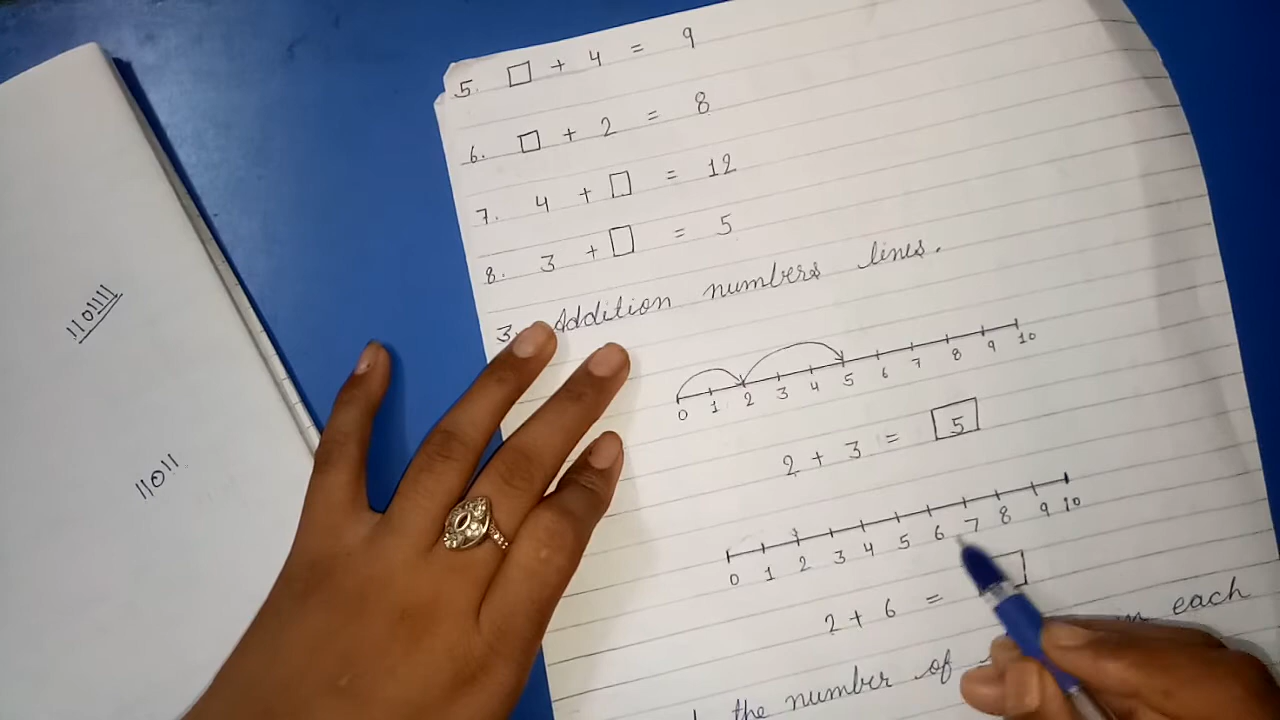 5. □ + 4 = 9
6. □ + 2 = 8
7. 4 + □ = 12
8. 3 + □ = 5
3. Addition numbers lines.
0 1 2 3 4 5 6 7 8 9 10
2 + 3 = 5
0 1 2 3 4 5 6 7 8 9 10
2 + 6 = □
the number of in each
11011111
11011